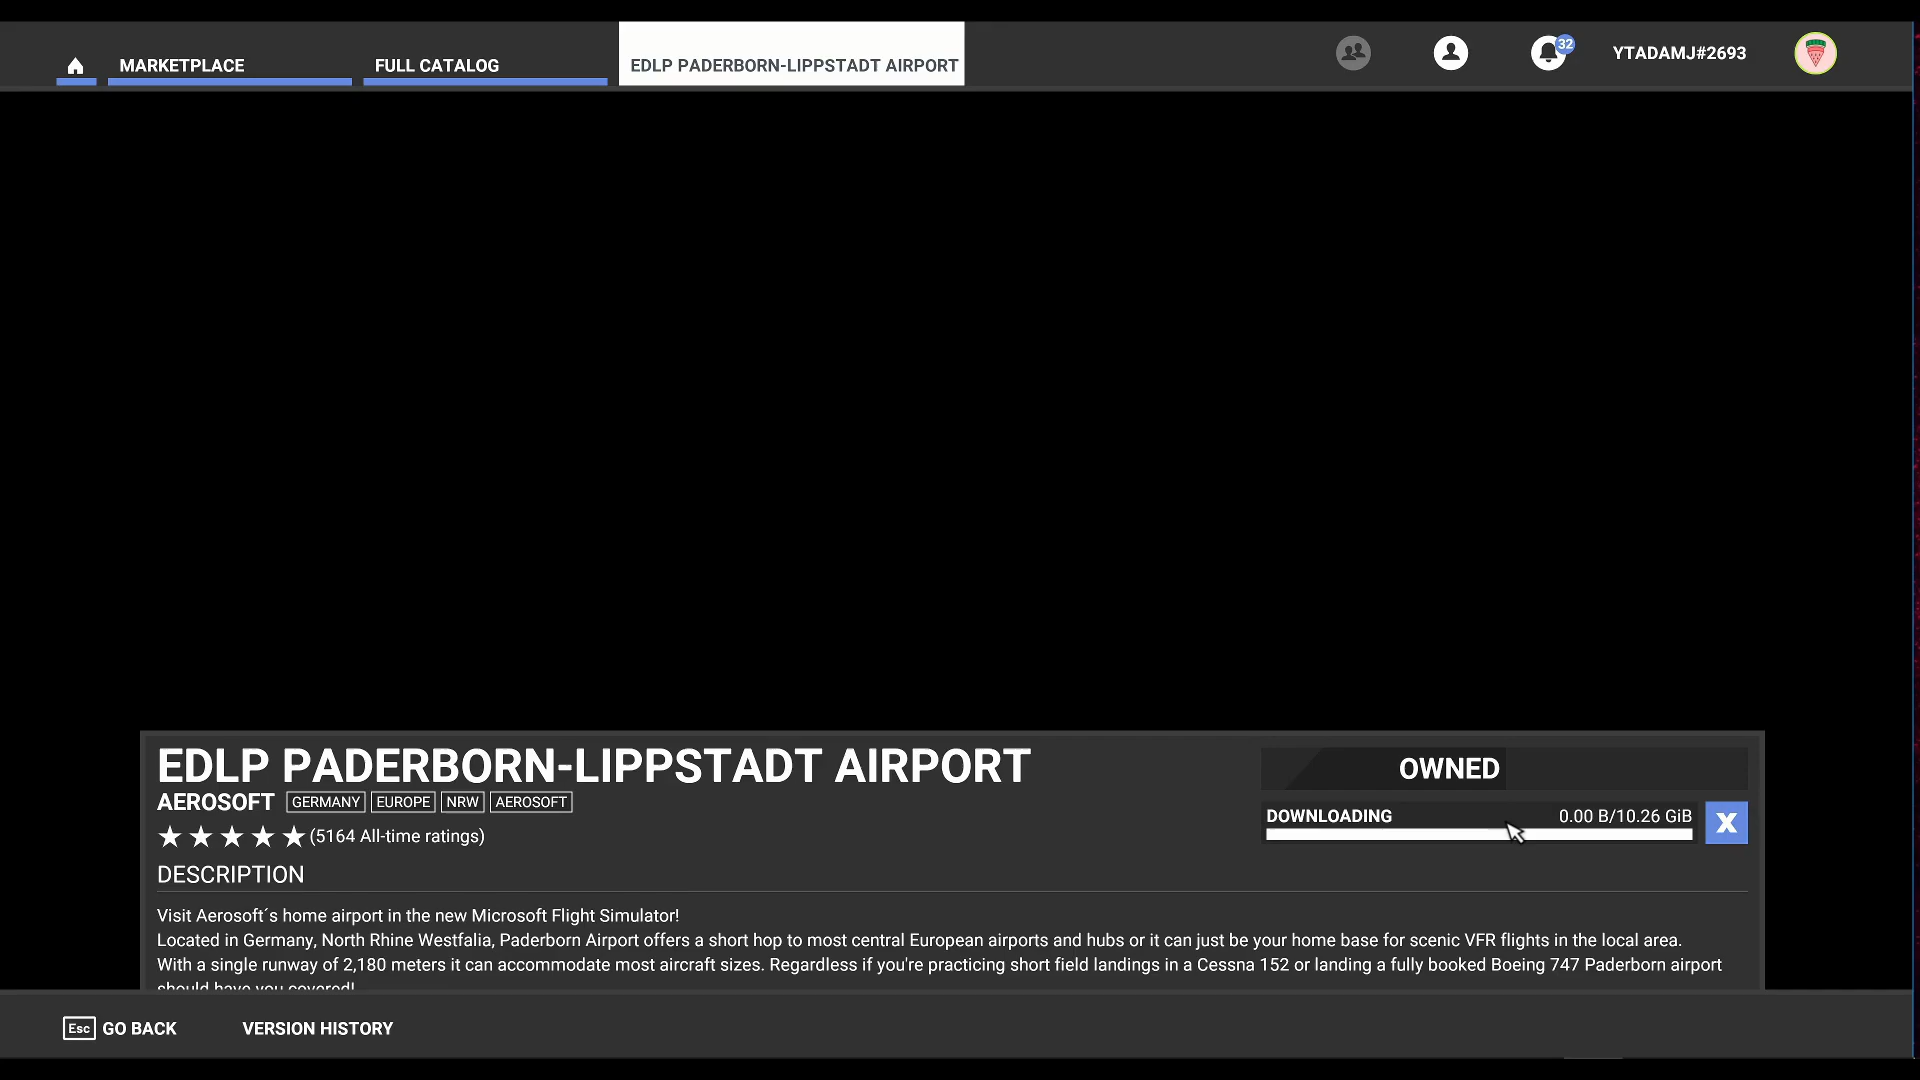 MARKETPLACE
FULL CATALOG
EDLP PADERBORN-LIPPSTADT AIRPORT
32
YTADAMJ#2693
EDLP PADERBORN-LIPPSTADT AIRPORT
OWNED
AEROSOFT GERMANY EUROPE NRW AEROSOFT
DOWNLOADING 0.00 B/10.26 GiB X
(5164 All-time ratings)
DESCRIPTION
Visit Aerosoft´s home airport in the new Microsoft Flight Simulator!
Located in Germany, North Rhine Westfalia, Paderborn Airport offers a short hop to most central European airports and hubs or it can just be your home base for scenic VFR flights in the local area.
With a single runway of 2,180 meters it can accommodate most aircraft sizes. Regardless if you're practicing short field landings in a Cessna 152 or landing a fully booked Boeing 747 Paderborn airport
should have you covered!
Esc GO BACK
VERSION HISTORY